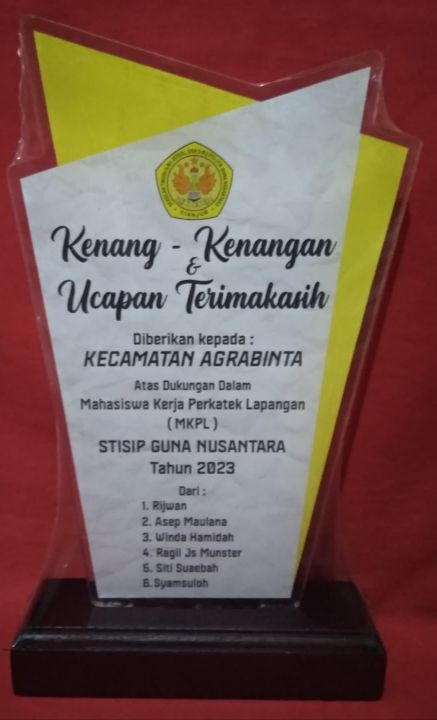 CIANJUR
Kenang - Kenangan
&
Ucapan Terimakasih
Diberikan kepada :
KECAMATAN AGRABINTA
Atas Dukungan Dalam
Mahasiswa Kerja Perkatek Lapangan
( MKPL )
STISIP GUNA NUSANTARA
Tahun 2023
Dari :
1. Rijwan
2. Asep Maulana
3. Winda Hamidah
4. Ragil Js Munster
5. Siti Suaebah
6. Syamsuloh